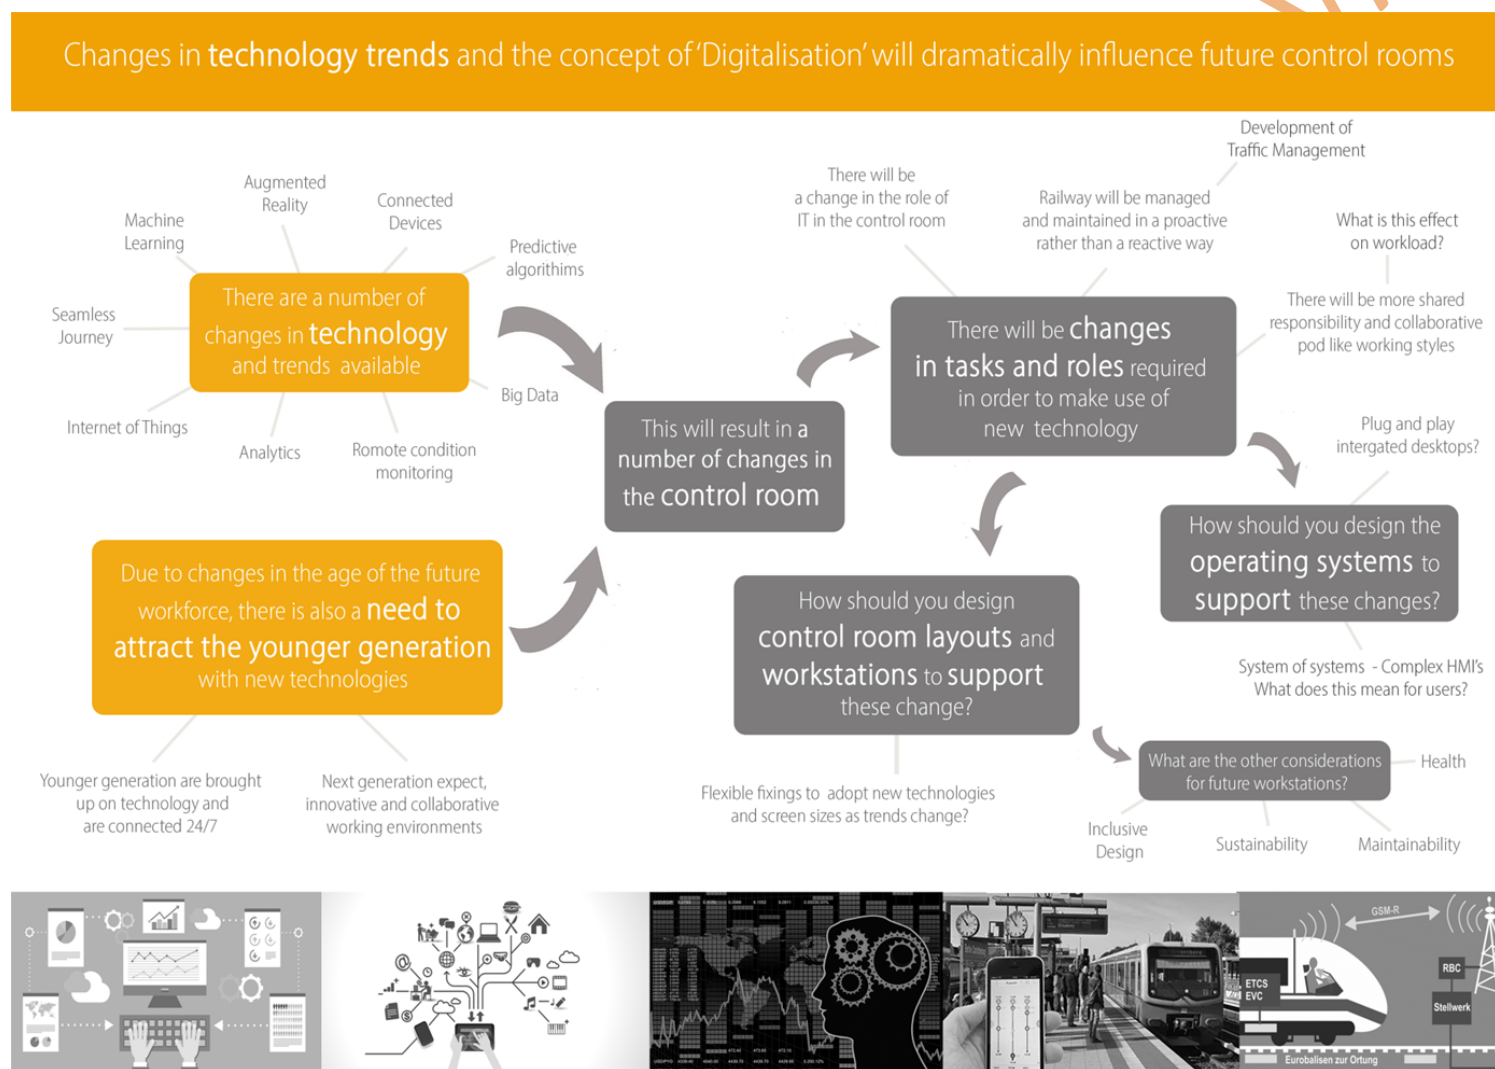 Changes in technology trends and the concept of 'Digitalisation' will dramatically influence future control rooms
Development of
Traffic Management
There will be
a change in the role of
IT in the control room
Railway will be managed
and maintained in a proactive
rather than a reactive way
What is this effect
on workload?
There will be more shared
responsibility and collaborative
pod like working styles
Augmented
Reality
Connected
Devices
Machine
Learning
Predictive
algorithims
Seamless
Journey
There are a number of
changes in technology
and trends available
Big Data
Internet of Things
Analytics
Romote condition
monitoring
This will result in a
number of changes in
the control room
There will be changes
in tasks and roles required
in order to make use of
new technology
Plug and play
intergated desktops?
How should you design the
operating systems to
support these changes?
System of systems - Complex HMI's
What does this mean for users?
Due to changes in the age of the future
workforce, there is also a need to
attract the younger generation
with new technologies
Younger generation are brought
up on technology and
are connected 24/7
Next generation expect,
innovative and collaborative
working environments
How should you design
control room layouts and
workstations to support
these change?
Flexible fixings to adopt new technologies
and screen sizes as trends change?
What are the other considerations
for future workstations?
Health
Inclusive
Design
Sustainability
Maintainability
GSM-R
RBC
ETCS
EVC
Stellwerk
Eurobalisen zur Ortung